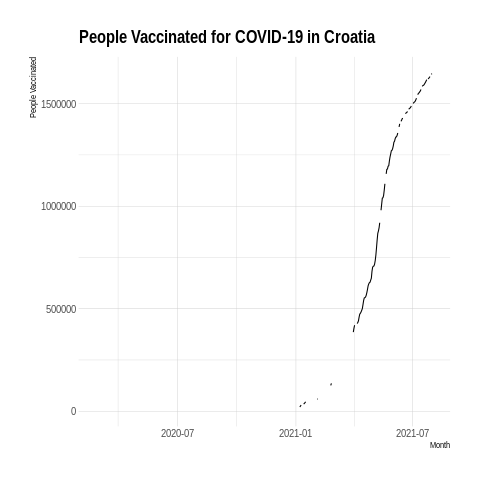 People Vaccinated for COVID-19 in Croatia
People Vaccinated
1500000
1000000
500000
0
2020-07 2021-01 2021-07
Month